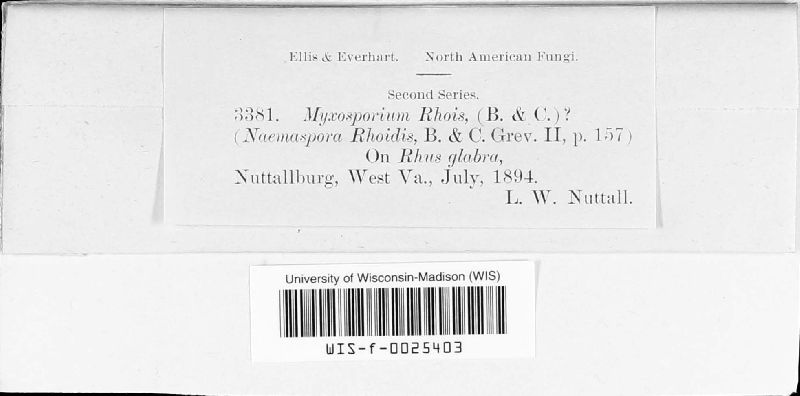 Ellis & Everhart. North American Fungi.
Second Series.
3381. Myxosporium Rhois, (B. & C.)?
(Naemaspora Rhoidis, B. & C. Grev. II, p. 157)
On Rhus glabra,
Nuttallburg, West Va., July, 1894.
L. W. Nuttall.
University of Wisconsin-Madison (WIS)
WIS-f-0025403